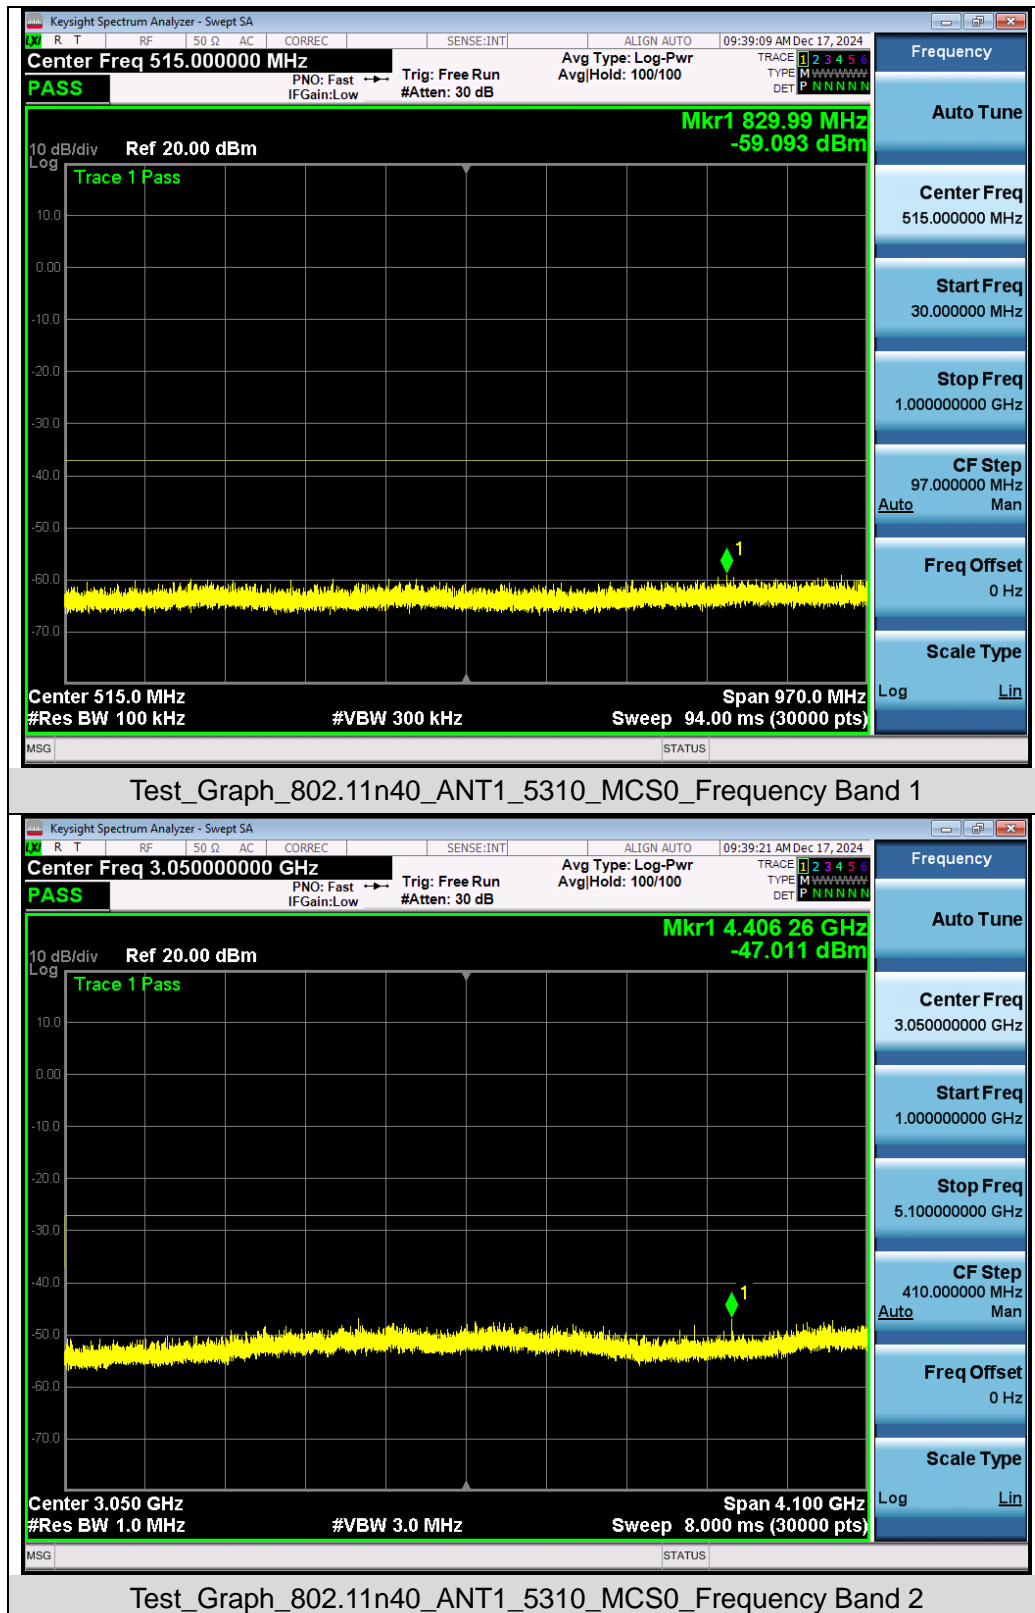 Keysight Spectrum Analyzer - Swept SA
LXI R T RF 50 Ω AC CORREC SENSE:INT ALIGN AUTO 09:39:09 AM Dec 17, 2024
Center Freq 515.000000 MHz
Avg Type: Log-Pwr
TRACE 1 2 3 4 5 6
PASS
PNO: Fast
IFGain:Low
Trig: Free Run
#Atten: 30 dB
Avg|Hold: 100/100
TYPE M WWWWW
DET P N N N N N
Mkr1 829.99 MHz
-59.093 dBm
10 dB/div Ref 20.00 dBm
Log
Trace 1 Pass
10.0
0.00
-10.0
-20.0
-30.0
-40.0
-50.0
1
-60.0
-70.0
Center 515.0 MHz Span 970.0 MHz
#Res BW 100 kHz #VBW 300 kHz Sweep 94.00 ms (30000 pts)
MSG STATUS
Frequency
Auto Tune
Center Freq
515.000000 MHz
Start Freq
30.000000 MHz
Stop Freq
1.000000000 GHz
CF Step
97.000000 MHz
Auto Man
Freq Offset
0 Hz
Scale Type
Log Lin
Test_Graph_802.11n40_ANT1_5310_MCS0_Frequency Band 1
Keysight Spectrum Analyzer - Swept SA
LXI R T RF 50 Ω AC CORREC SENSE:INT ALIGN AUTO 09:39:21 AM Dec 17, 2024
Center Freq 3.050000000 GHz
Avg Type: Log-Pwr
TRACE 1 2 3 4 5 6
PASS
PNO: Fast
IFGain:Low
Trig: Free Run
#Atten: 30 dB
Avg|Hold: 100/100
TYPE M WWWWW
DET P N N N N N
Mkr1 4.406 26 GHz
-47.011 dBm
10 dB/div Ref 20.00 dBm
Log
Trace 1 Pass
10.0
0.00
-10.0
-20.0
-30.0
-40.0
1
-50.0
-60.0
-70.0
Center 3.050 GHz Span 4.100 GHz
#Res BW 1.0 MHz #VBW 3.0 MHz Sweep 8.000 ms (30000 pts)
MSG STATUS
Frequency
Auto Tune
Center Freq
3.050000000 GHz
Start Freq
1.000000000 GHz
Stop Freq
5.100000000 GHz
CF Step
410.000000 MHz
Auto Man
Freq Offset
0 Hz
Scale Type
Log Lin
Test_Graph_802.11n40_ANT1_5310_MCS0_Frequency Band 2